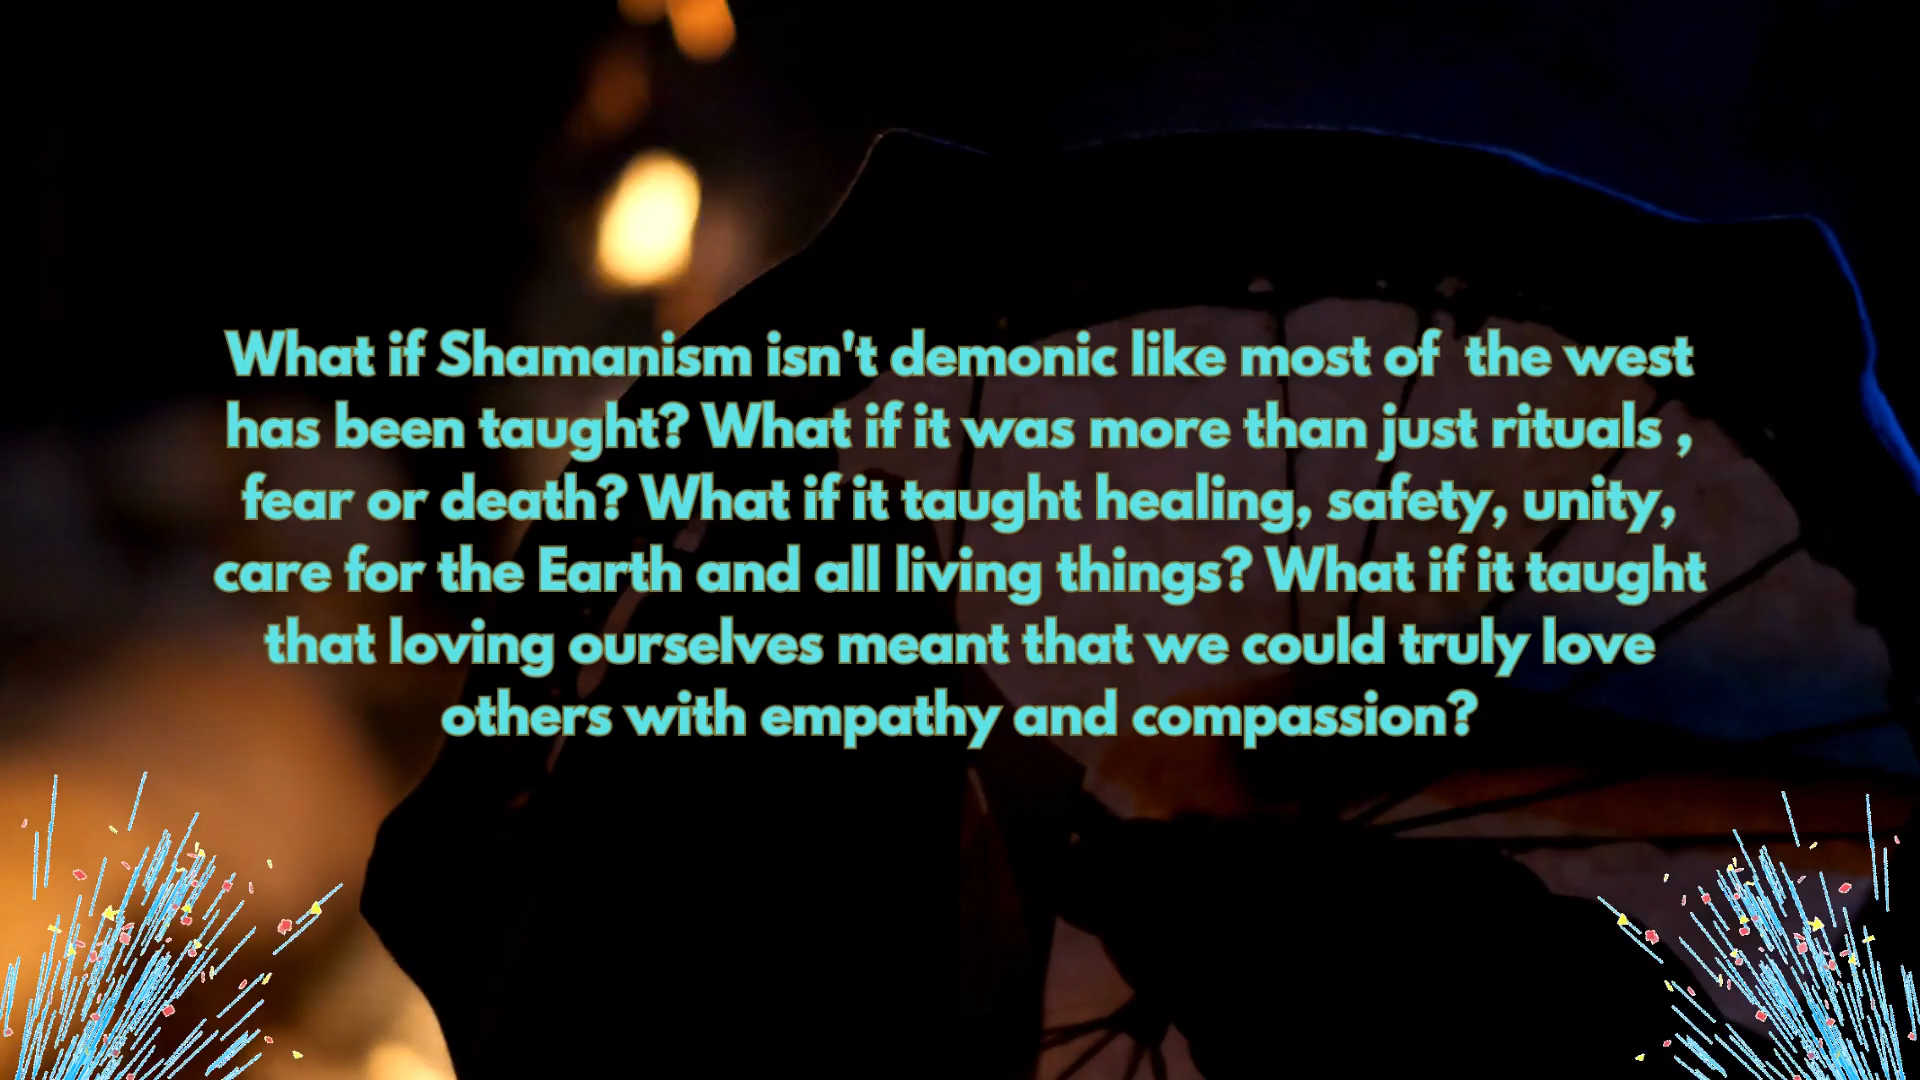 What if Shamanism isn't demonic like most of  the west
has been taught? What if it was more than just rituals ,
fear or death? What if it taught healing, safety, unity,
care for the Earth and all living things? What if it taught
that loving ourselves meant that we could truly love
others with empathy and compassion?